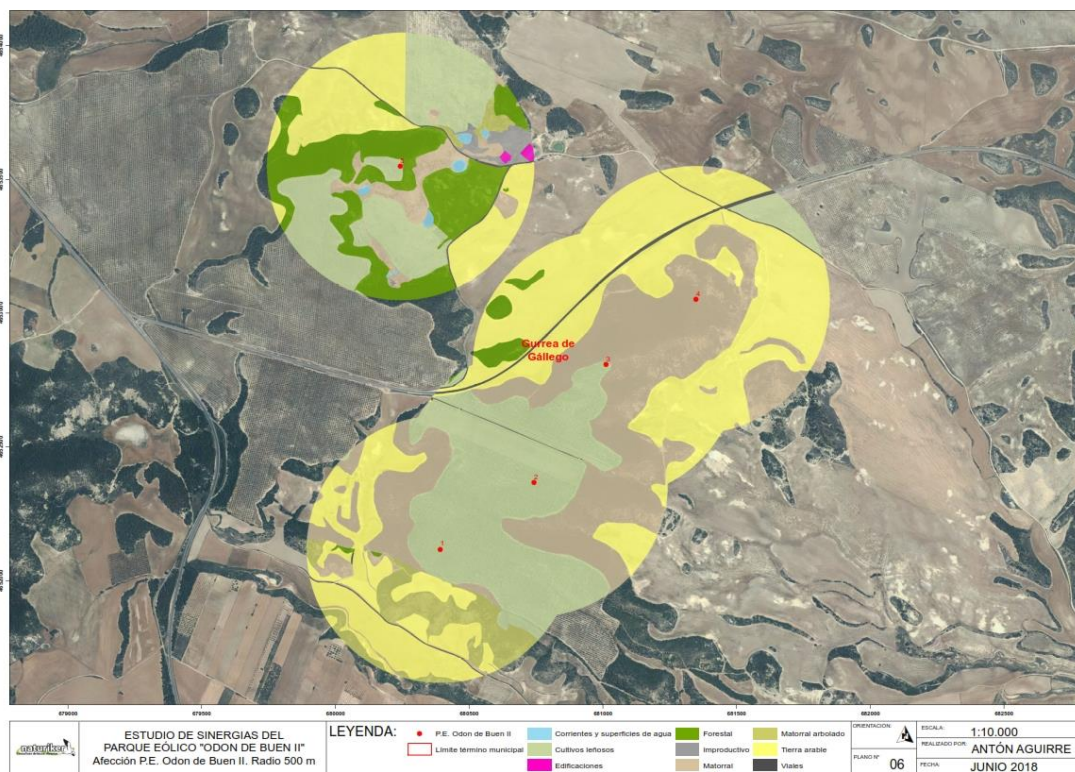 5
4
Gurrea de
Gállego
3
2
1
679000
679500
680000
680500
681000
681500
682000
682500
naturiker
ESTUDIO DE SINERGIAS DEL
PARQUE EÓLICO "ODON DE BUEN II"
Afección P.E. Odon de Buen II. Radio 500 m
LEYENDA:
P.E. Odon de Buen II
Límite término municipal
Corrientes y superficies de agua
Cultivos leñosos
Edificaciones
Forestal
Improductivo
Matorral
Matorral arbolado
Tierra arable
Viales
ORIENTACIÓN:
PLANO Nº
06
ESCALA:
1:10.000
REALIZADO POR:
ANTÓN AGUIRRE
FECHA:
JUNIO 2018